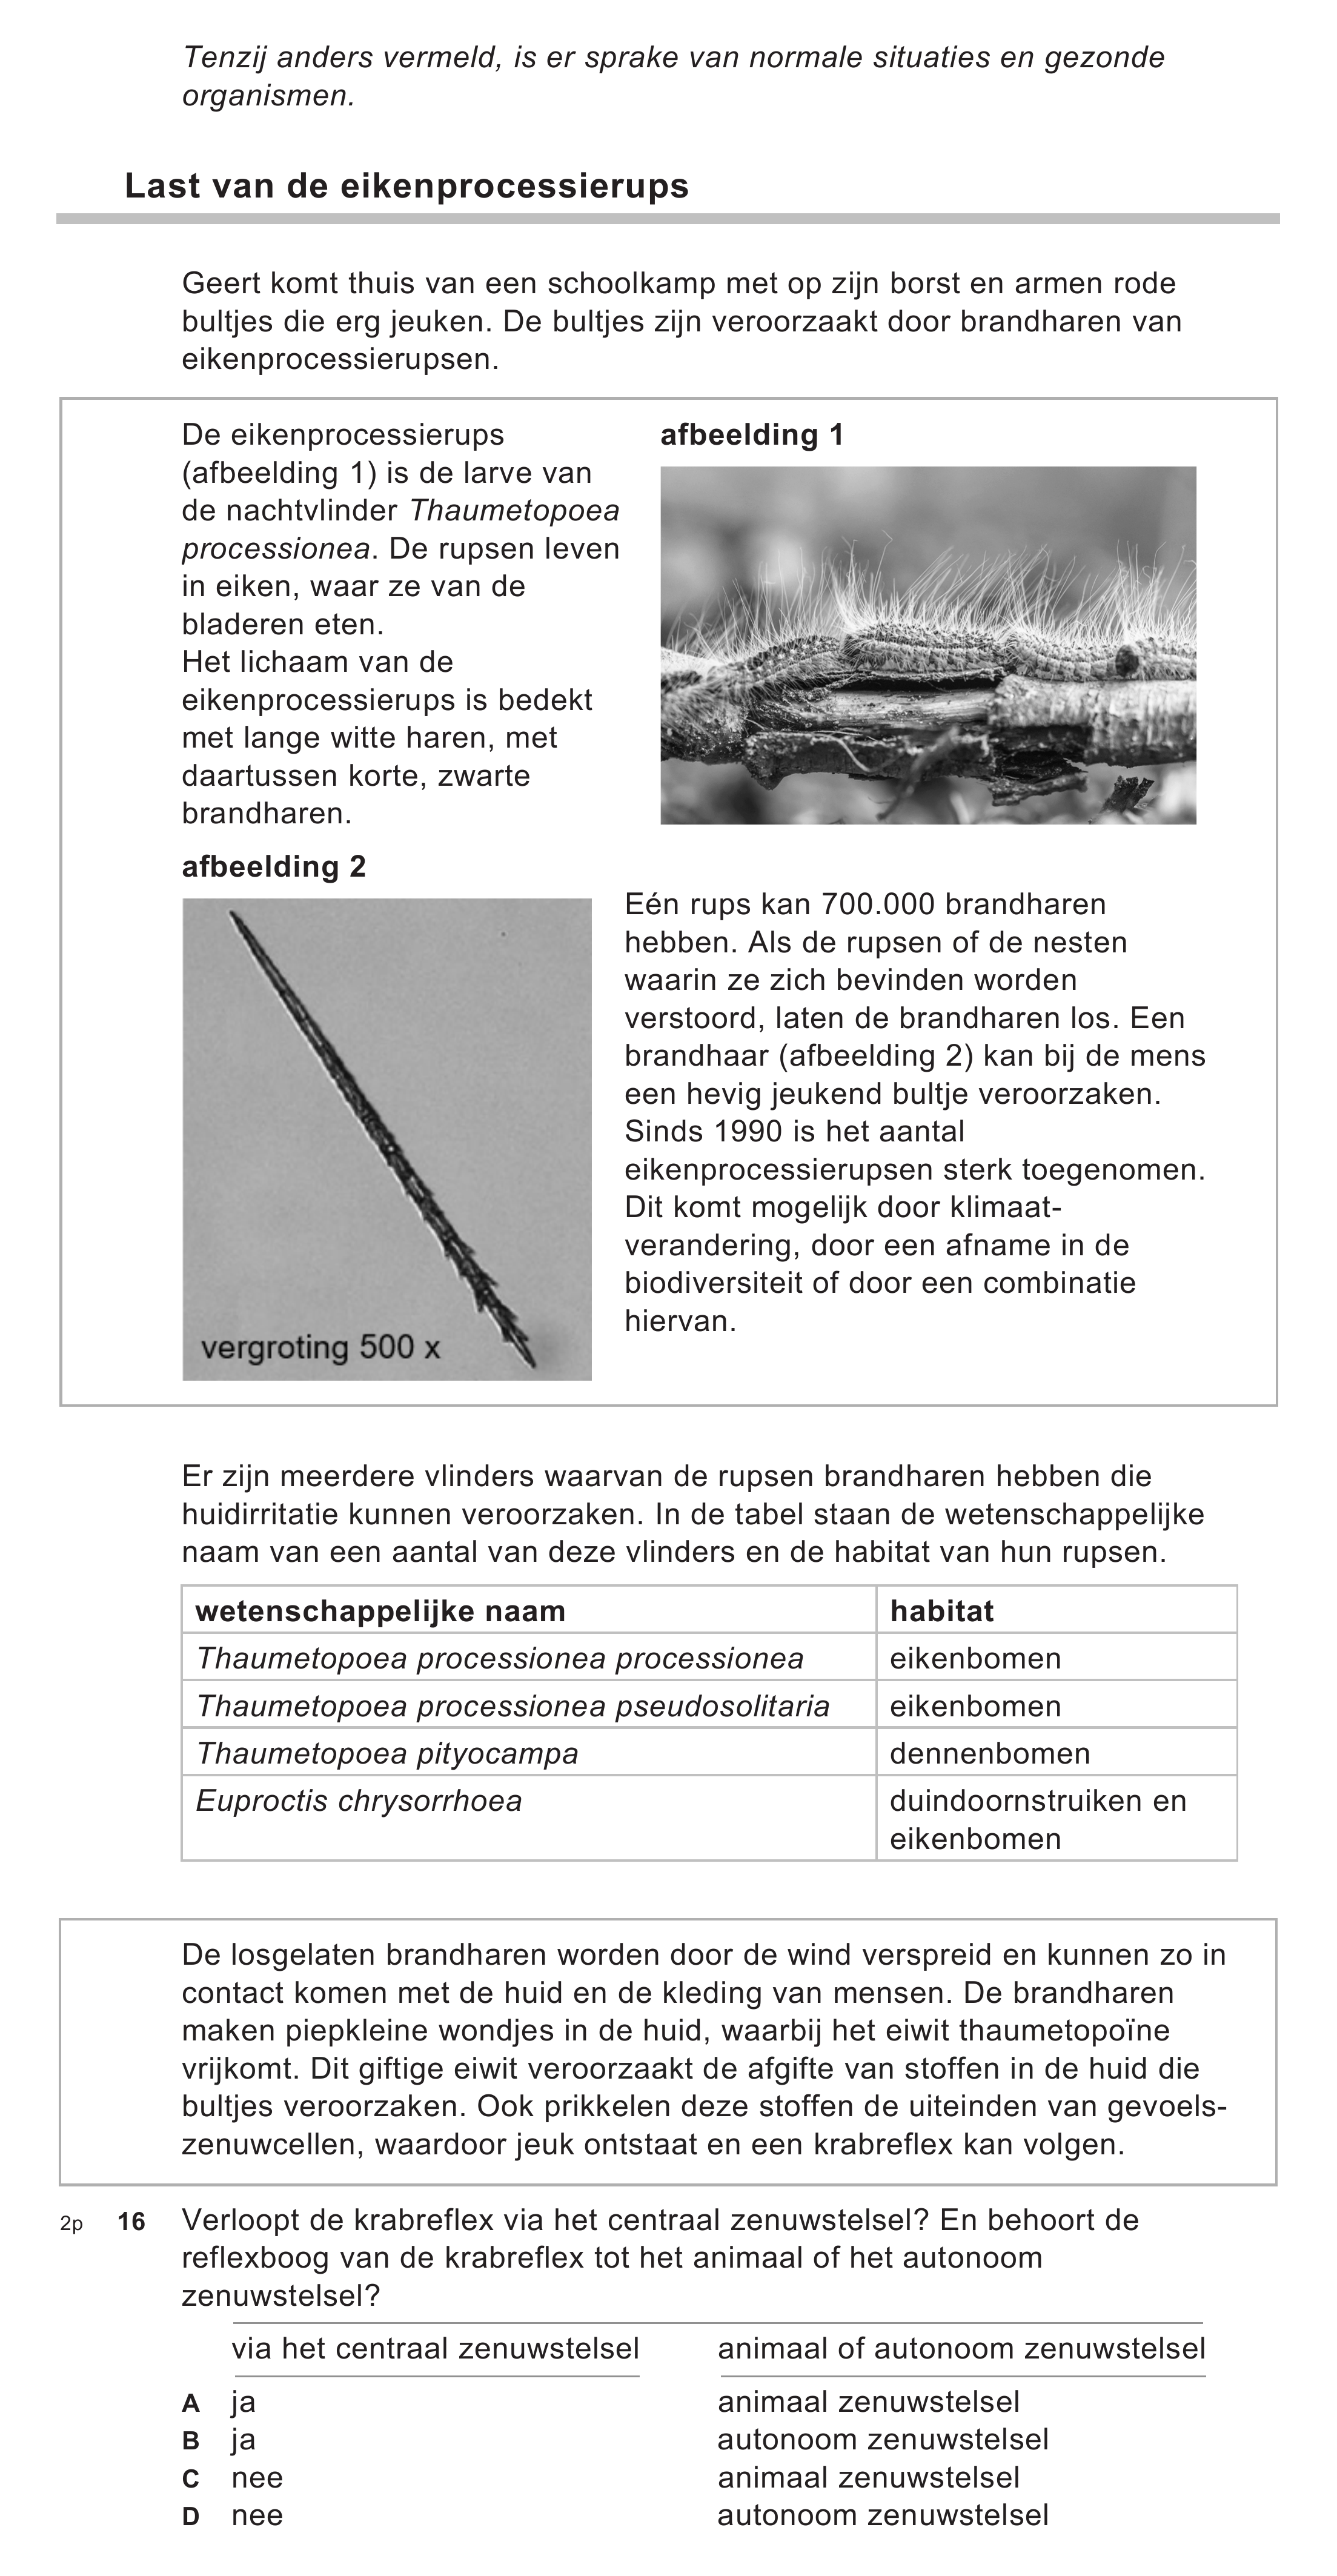 Tenzij anders vermeld, is er sprake van normale situaties en gezonde
organismen.
Last van de eikenprocessierups
Geert komt thuis van een schoolkamp met op zijn borst en armen rode
bultjes die erg jeuken. De bultjes zijn veroorzaakt door brandharen van
eikenprocessierupsen.
De eikenprocessierups
(afbeelding 1) is de larve van
de nachtvlinder Thaumetopoea
processionea. De rupsen leven
in eiken, waar ze van de
bladeren eten.
Het lichaam van de
eikenprocessierups is bedekt
met lange witte haren, met
daartussen korte, zwarte
brandharen.
afbeelding 1
afbeelding 2
vergroting 500 x
Eén rups kan 700.000 brandharen
hebben. Als de rupsen of de nesten
waarin ze zich bevinden worden
verstoord, laten de brandharen los. Een
brandhaar (afbeelding 2) kan bij de mens
een hevig jeukend bultje veroorzaken.
Sinds 1990 is het aantal
eikenprocessierupsen sterk toegenomen.
Dit komt mogelijk door klimaat-
verandering, door een afname in de
biodiversiteit of door een combinatie
hiervan.
Er zijn meerdere vlinders waarvan de rupsen brandharen hebben die
huidirritatie kunnen veroorzaken. In de tabel staan de wetenschappelijke
naam van een aantal van deze vlinders en de habitat van hun rupsen.
wetenschappelijke naam habitat
Thaumetopoea processionea processionea eikenbomen
Thaumetopoea processionea pseudosolitaria eikenbomen
Thaumetopoea pityocampa dennenbomen
Euproctis chrysorrhoea duindoornstruiken en
eikenbomen
De losgelaten brandharen worden door de wind verspreid en kunnen zo in
contact komen met de huid en de kleding van mensen. De brandharen
maken piepkleine wondjes in de huid, waarbij het eiwit thaumetopoïne
vrijkomt. Dit giftige eiwit veroorzaakt de afgifte van stoffen in de huid die
bultjes veroorzaken. Ook prikkelen deze stoffen de uiteinden van gevoels-
zenuwcellen, waardoor jeuk ontstaat en een krabreflex kan volgen.
2p 16 Verloopt de krabreflex via het centraal zenuwstelsel? En behoort de
reflexboog van de krabreflex tot het animaal of het autonoom
zenuwstelsel?
via het centraal zenuwstelsel animaal of autonoom zenuwstelsel
A ja animaal zenuwstelsel
B ja autonoom zenuwstelsel
C nee animaal zenuwstelsel
D nee autonoom zenuwstelsel